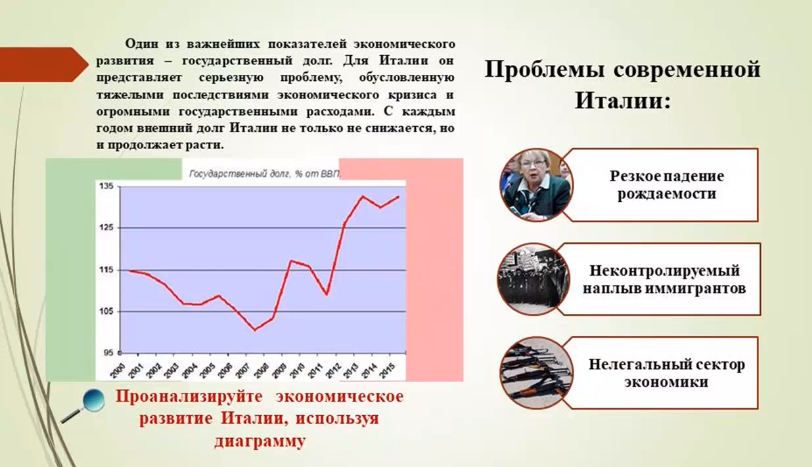 Один из важнейших показателей экономического
развития – государственный долг. Для Италии он
представляет серьезную проблему, обусловленную
тяжелыми последствиями экономического кризиса и
огромными государственными расходами. С каждым
годом внешний долг Италии не только не снижается, но
и продолжает расти.
Государственный долг, % от ВВП
135
125
115
105
95
2000 2001 2002 2003 2004 2005 2006 2007 2008 2009 2010 2011 2012 2013 2014 2015
Проанализируйте экономическое
развитие Италии, используя
диаграмму
Проблемы современной
Италии:
Резкое падение
рождаемости
Неконтролируемый
наплыв иммигрантов
Нелегальный сектор
экономики